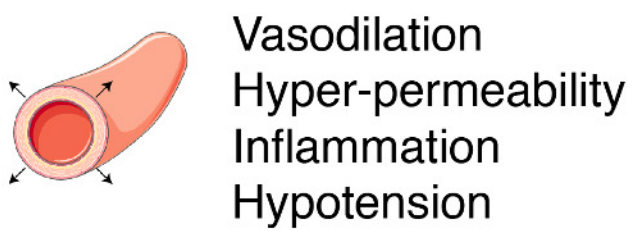 Vasodilation
Hyper-permeability
Inflammation
Hypotension